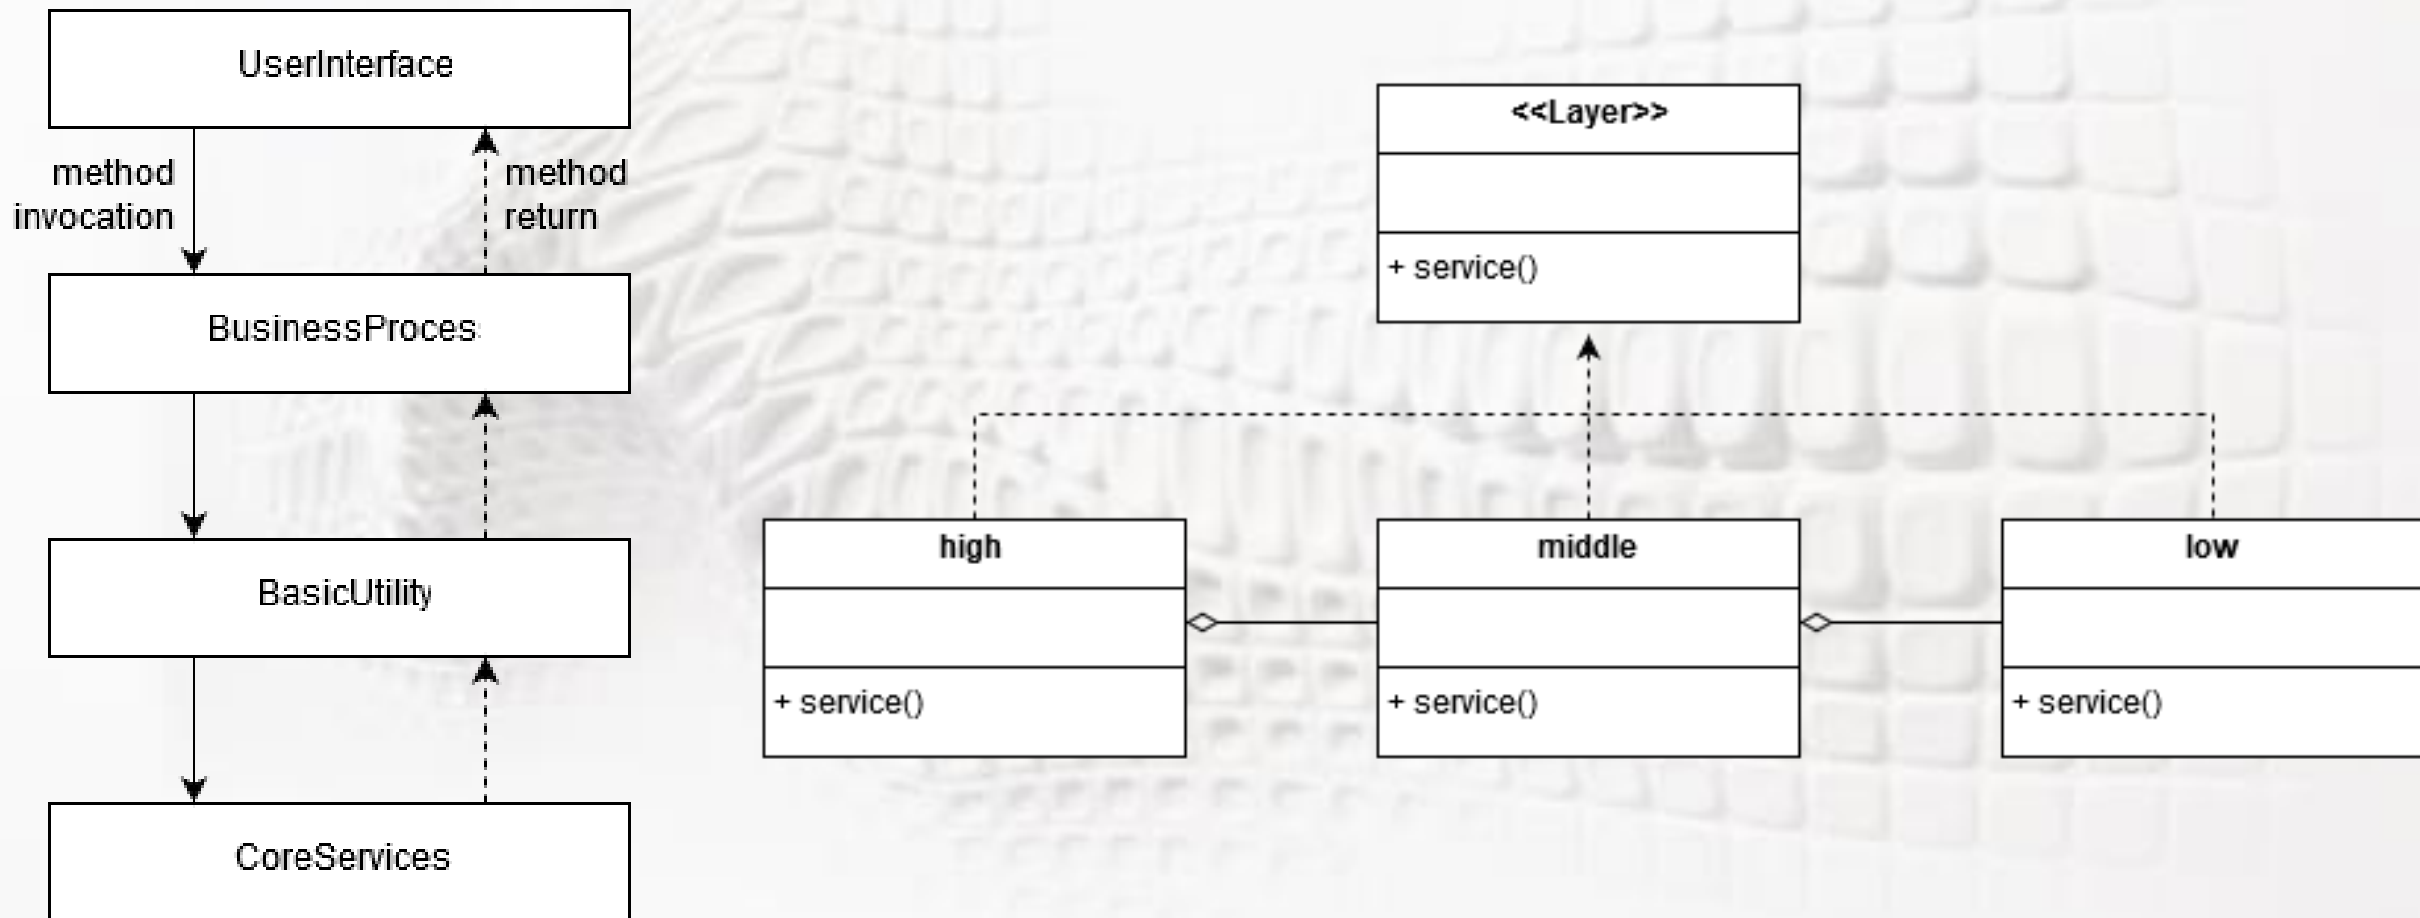 UserInterface
method
invocation
method
return
BusinessProces
BasicUtility
CoreServices
<<Layer>>
+ service()
high
+ service()
middle
+ service()
low
+ service()